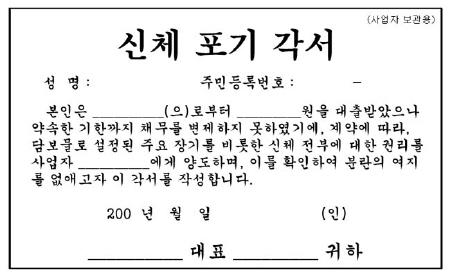 (사업자 보관용)
신체 포기 각서
성 명 : 주민등록번호 : –
본인은 __________(으)로부터 _________원을 대출받았으나
약속한 기한까지 채무를 변제하지 못하였기에, 계약에 따라,
담보물로 설정된 주요 장기를 비롯한 신체 전부에 대한 권리를
사업자 __________에게 양도하며, 이를 확인하여 분란의 여지
를 없애고자 이 각서를 작성합니다.
200 년 월 일 (인)
__________ 대표 _________ 귀하